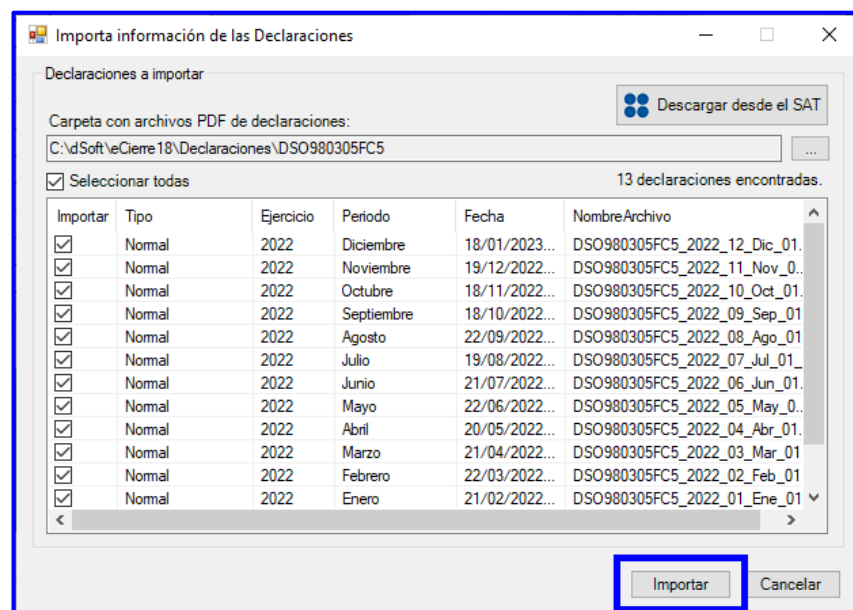 Importa información de las Declaraciones
Declaraciones a importar
Descargar desde el SAT
Carpeta con archivos PDF de declaraciones:
C:\dSoft\eCierre18\Declaraciones\DSO980305FC5
...
Seleccionar todas 13 declaraciones encontradas.
Importar Tipo Ejercicio Periodo Fecha NombreArchivo
Normal 2022 Diciembre 18/01/2023... DSO980305FC5_2022_12_Dic_01.
Normal 2022 Noviembre 19/12/2022... DSO980305FC5_2022_11_Nov_0..
Normal 2022 Octubre 18/11/2022... DSO980305FC5_2022_10_Oct_01.
Normal 2022 Septiembre 18/10/2022... DSO980305FC5_2022_09_Sep_01
Normal 2022 Agosto 22/09/2022... DSO980305FC5_2022_08_Ago_01
Normal 2022 Julio 19/08/2022... DSO980305FC5_2022_07_Jul_01_
Normal 2022 Junio 21/07/2022... DSO980305FC5_2022_06_Jun_01.
Normal 2022 Mayo 22/06/2022... DSO980305FC5_2022_05_May_0..
Normal 2022 Abril 20/05/2022... DSO980305FC5_2022_04_Abr_01.
Normal 2022 Marzo 21/04/2022... DSO980305FC5_2022_03_Mar_01
Normal 2022 Febrero 22/03/2022... DSO980305FC5_2022_02_Feb_01
Normal 2022 Enero 21/02/2022... DSO980305FC5_2022_01_Ene_01
Importar Cancelar